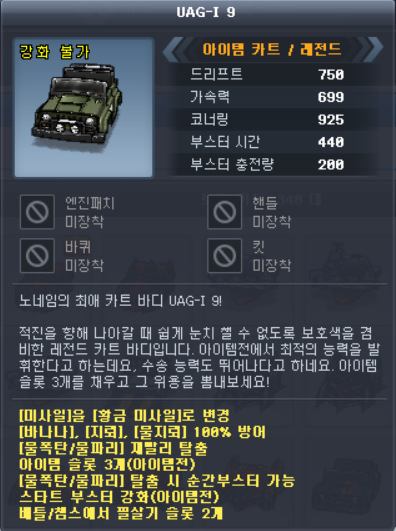 UAG-I 9
강화 불가
아이템 카트 / 레전드
드리프트 750
가속력 699
코너링 925
부스터 시간 440
부스터 충전량 200
엔진패치 미장착
핸들 미장착
바퀴 미장착
킷 미장착
노네임의 최애 카트 바디 UAG-I 9!
적진을 향해 나아갈 때 쉽게 눈치 챌 수 없도록 보호색을 겸
비한 레전드 카트 바디입니다. 아이템전에서 최적의 능력을 발
휘한다고 하는데요, 수송 능력도 뛰어나다고 하네요. 아이템
슬롯 3개를 채우고 그 위용을 뽐내보세요!
[미사일]을 [황금 미사일]로 변경
[바나나], [지뢰], [물지뢰] 100% 방어
[물폭탄/물파리] 재빨리 탈출
아이템 슬롯 3개(아이템전)
[물폭탄/물파리] 탈출 시 순간부스터 가능
스타트 부스터 강화(아이템전)
배틀/챔스에서 필살기 슬롯 2개